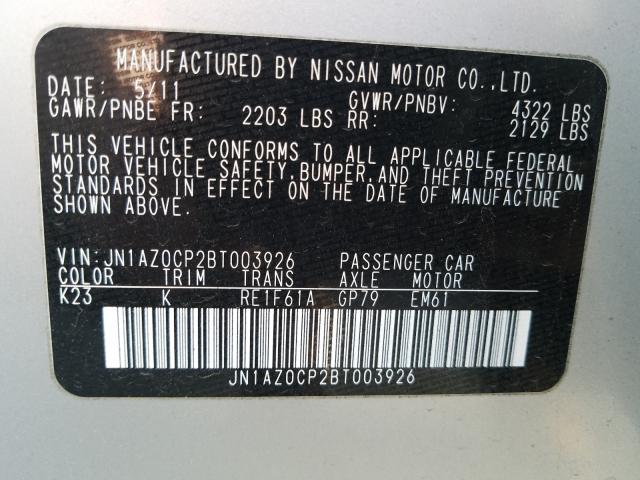 MANUFACTURED BY NISSAN MOTOR CO.,LTD.
DATE: 5/11 GVWR/PNBV: 4322 LBS
GAWR/PNBE FR: 2203 LBS RR: 2129 LBS
THIS VEHICLE CONFORMS TO ALL APPLICABLE FEDERAL
MOTOR VEHICLE SAFETY,BUMPER,AND THEFT PREVENTION
STANDARDS IN EFFECT ON THE DATE OF MANUFACTURE
SHOWN ABOVE.
VIN:JN1AZ0CP2BT003926 PASSENGER CAR
COLOR TRIM TRANS AXLE MOTOR
K23 K RE1F61A GP79 EM61
JN1AZ0CP2BT003926